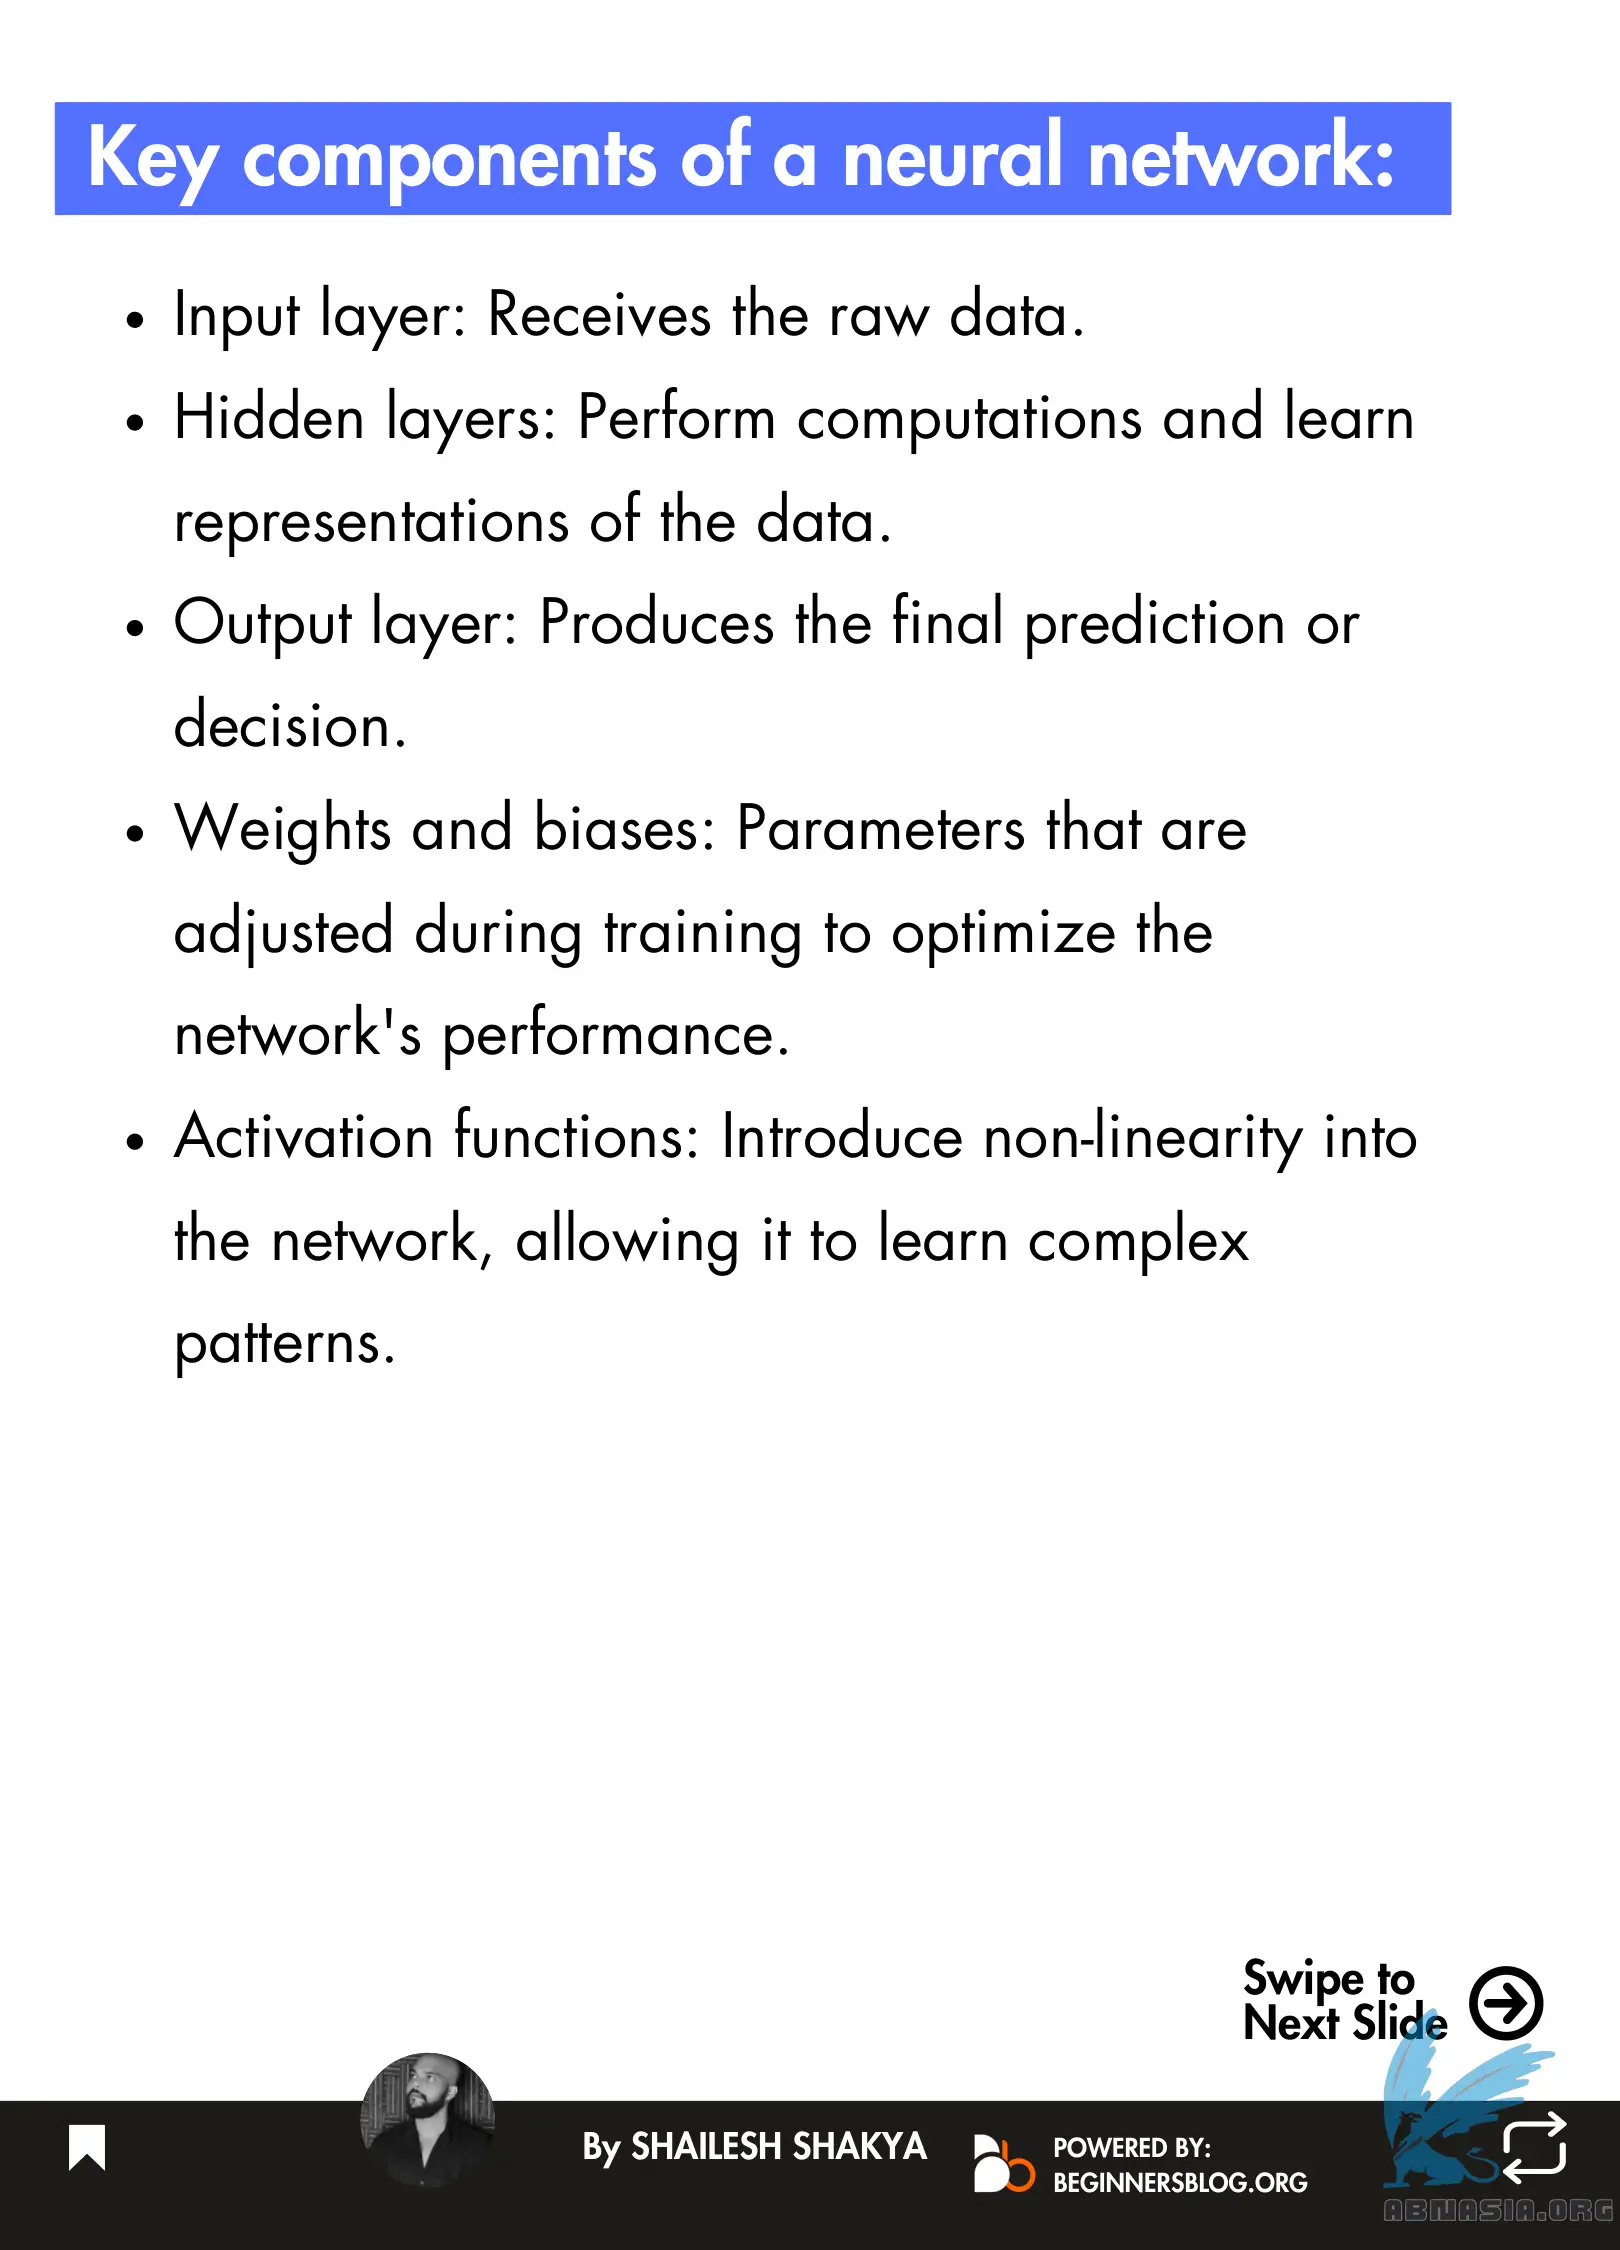 Key components of a neural network:
• Input layer: Receives the raw data.
• Hidden layers: Perform computations and learn
representations of the data.
• Output layer: Produces the final prediction or
decision.
• Weights and biases: Parameters that are
adjusted during training to optimize the
network's performance.
• Activation functions: Introduce non-linearity into
the network, allowing it to learn complex
patterns.
Swipe to
Next Slide
By SHAILESH SHAKYA
POWERED BY:
BEGINNERSBLOG.ORG
ABNASIA.ORG